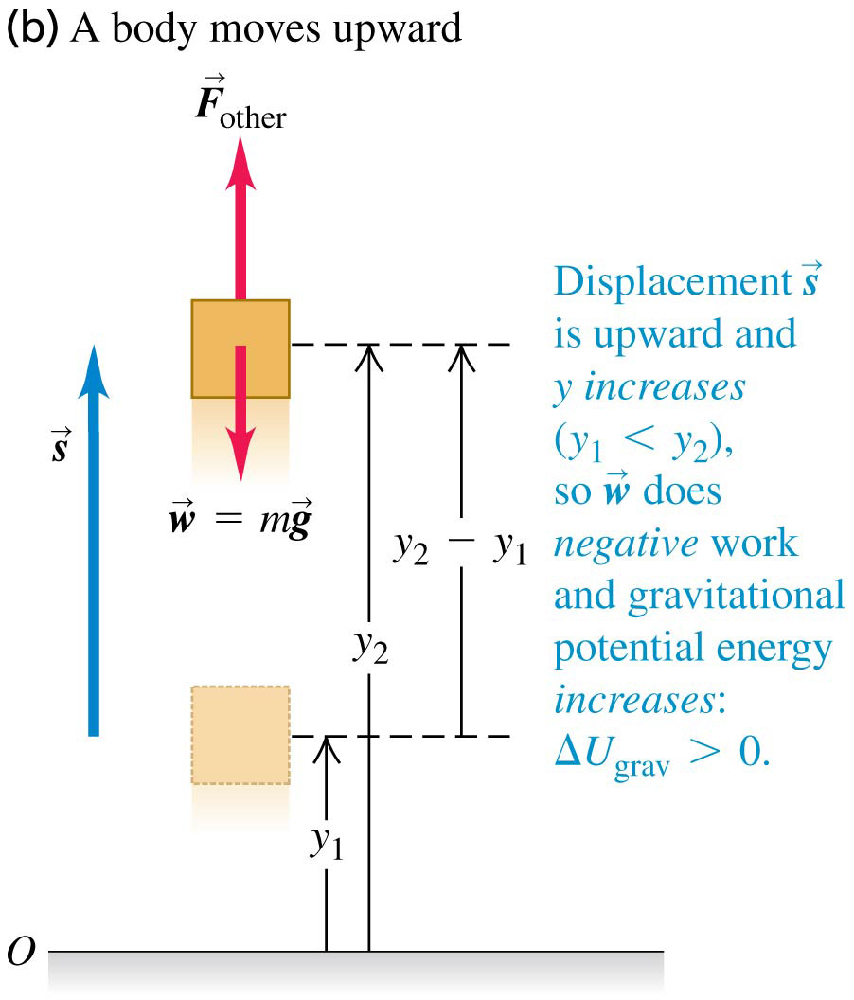 (b) A body moves upward
F⃗other
Displacement s⃗
is upward and
y increases
(y₁ < y₂),
so w⃗ does
negative work
and gravitational
potential energy
increases:
ΔUgrav > 0.
s⃗
w⃗ = mg⃗
y₂ − y₁
y₂
y₁
O